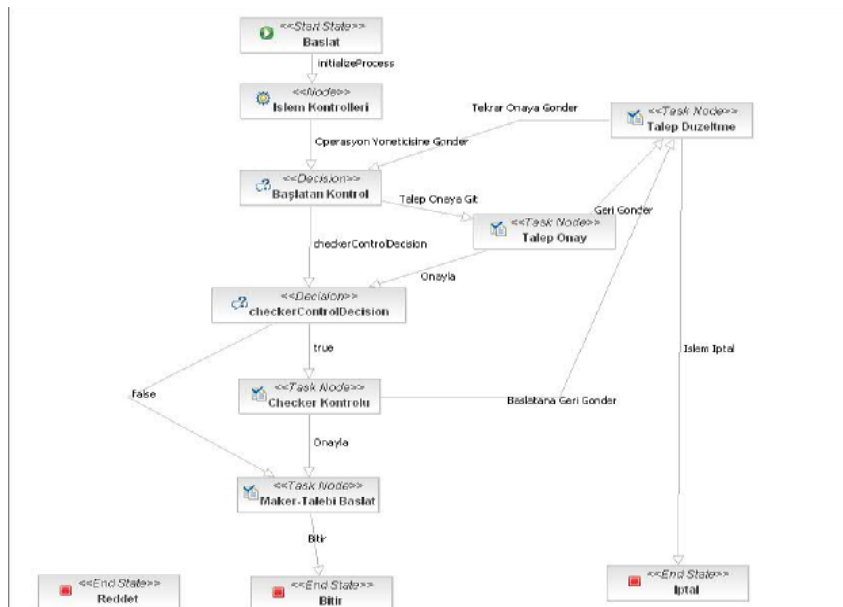 <<Start State>>
Baslat
initializeProcess
<<Node>>
Islem Kontrolleri
Tekrar Onaya Gonder
<<Task Node>>
Talep Duzeltme
Operasyon Yoneticisine Gonder
<<Decision>>
Başlatan Kontrol
Talep Onaya Git
Geri Gonder
<<Task Node>>
Talep Onay
checkerControlDecision
Onayla
<<Decision>>
checkerControlDecision
true
Islem Iptal
False
<<Task Node>>
Checker Kontrolu
Baslatana Geri Gonder
Onayla
<<Task Node>>
Maker-Talebi Baslat
Bitir
<<End State>>
Reddet
<<End State>>
Bitir
<<End State>>
Iptal